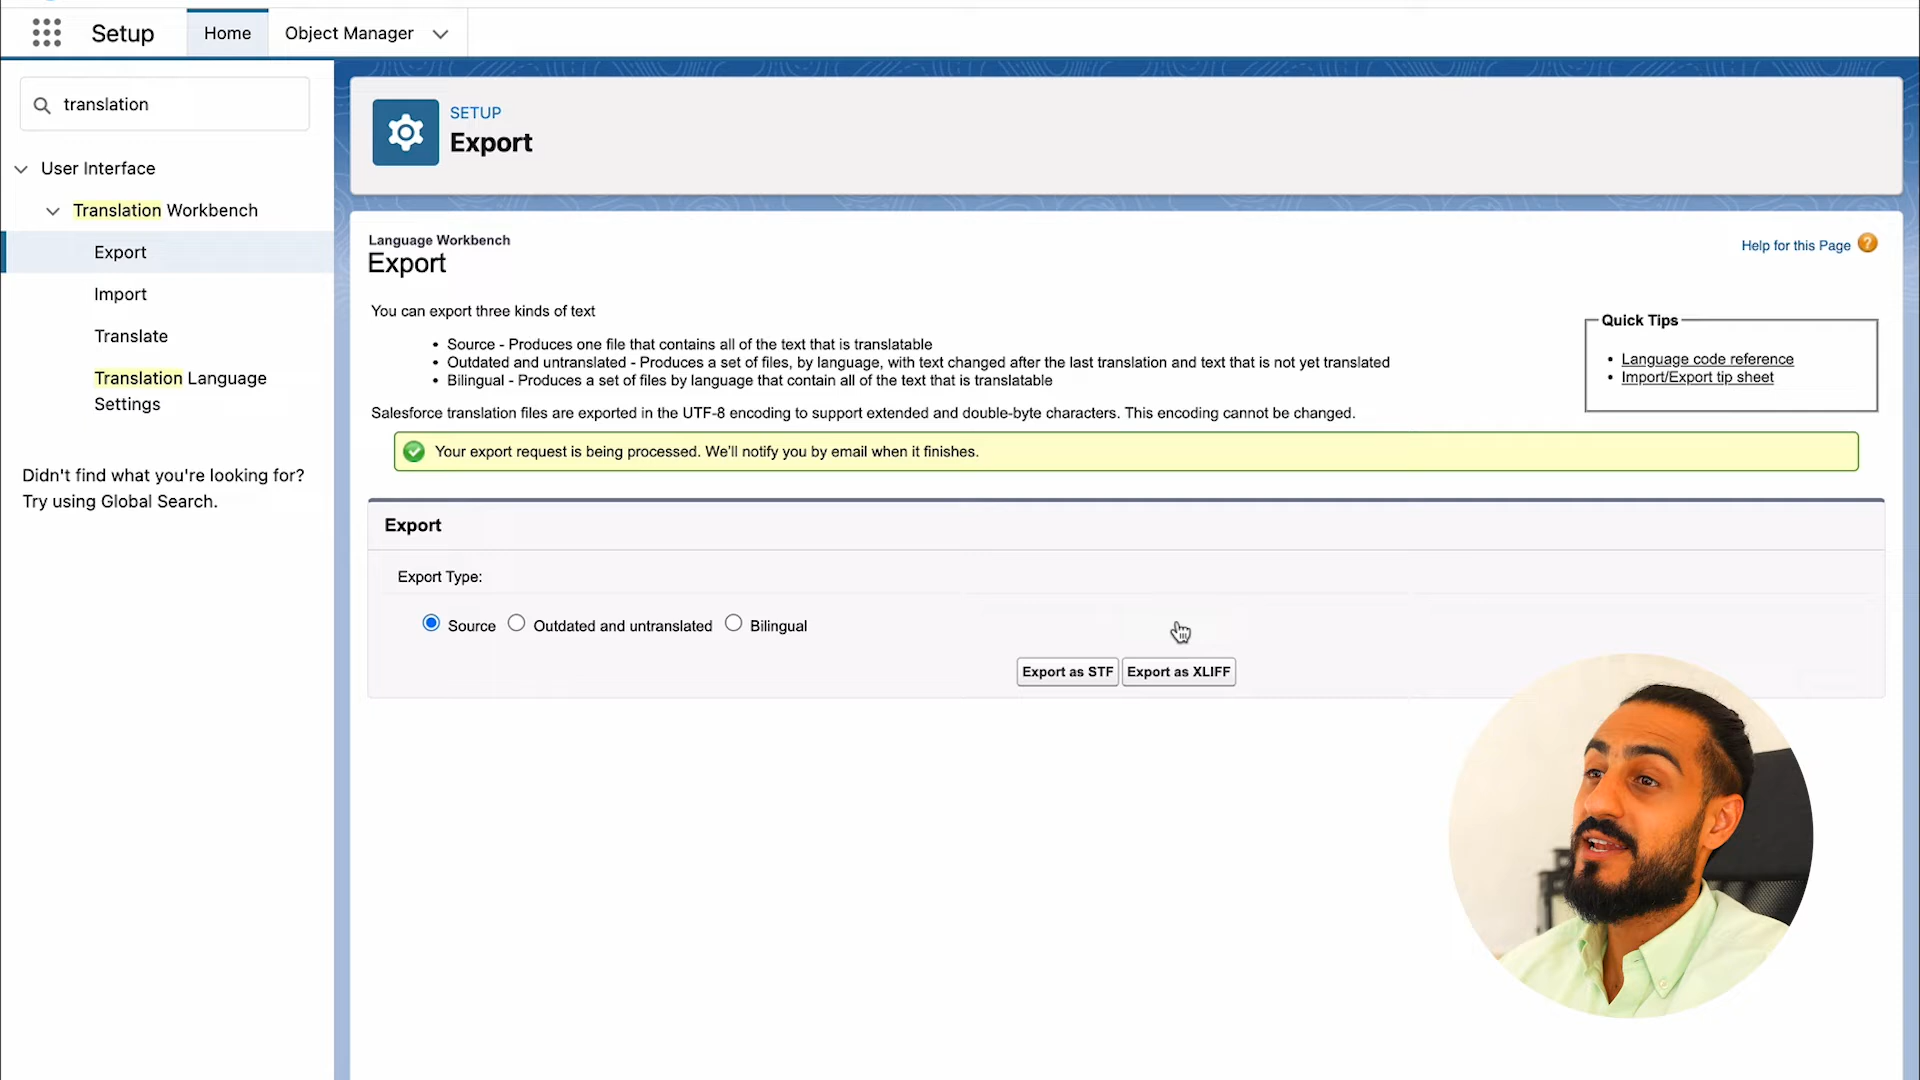 Setup
Home
Object Manager
translation
User Interface
Translation Workbench
Export
Import
Translate
Translation Language
Settings
Didn't find what you're looking for?
Try using Global Search.
SETUP
Export
Language Workbench
Export
Help for this Page
?
You can export three kinds of text
• Source - Produces one file that contains all of the text that is translatable
• Outdated and untranslated - Produces a set of files, by language, with text changed after the last translation and text that is not yet translated
• Bilingual - Produces a set of files by language that contain all of the text that is translatable
Salesforce translation files are exported in the UTF-8 encoding to support extended and double-byte characters. This encoding cannot be changed.
Quick Tips
• Language code reference
• Import/Export tip sheet
Your export request is being processed. We'll notify you by email when it finishes.
Export
Export Type:
Source Outdated and untranslated Bilingual
Export as STF Export as XLIFF